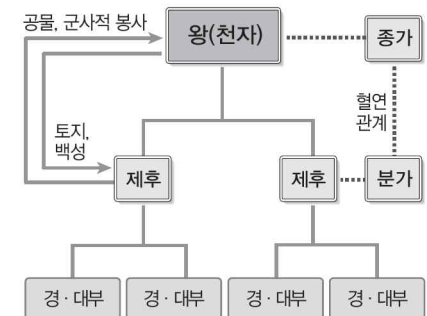 공물, 군사적 봉사
왕(천자)
종가
혈연
관계
토지,
백성
제후
제후
분가
경·대부
경·대부
경·대부
경·대부